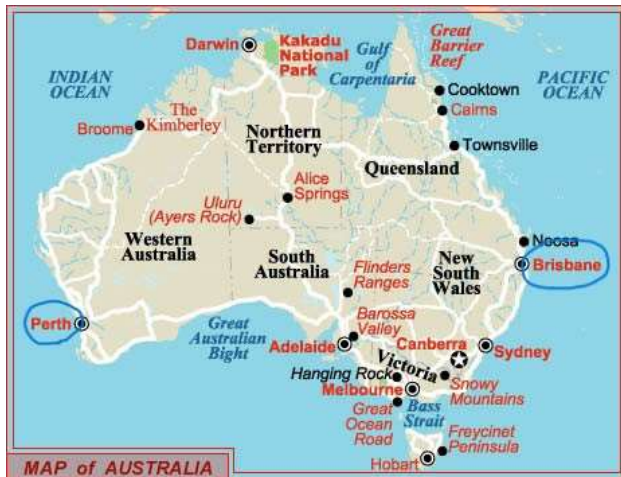 Darwin
Kakadu
National
Park
Gulf
of
Carpentaria
Great
Barrier
Reef
INDIAN
OCEAN
PACIFIC
OCEAN
Cooktown
Cairns
The
Kimberley
Broome
Northern
Territory
Townsville
Queensland
Alice
Springs
Uluru
(Ayers Rock)
Western
Australia
South
Australia
Noosa
Brisbane
New
South
Wales
Flinders
Ranges
Perth
Great
Australian
Bight
Barossa
Valley
Adelaide
Canberra
Sydney
Victoria
Hanging Rock
Snowy
Mountains
Melbourne
Great
Ocean
Road
Bass
Strait
Freycinet
Peninsula
Hobart
MAP of AUSTRALIA